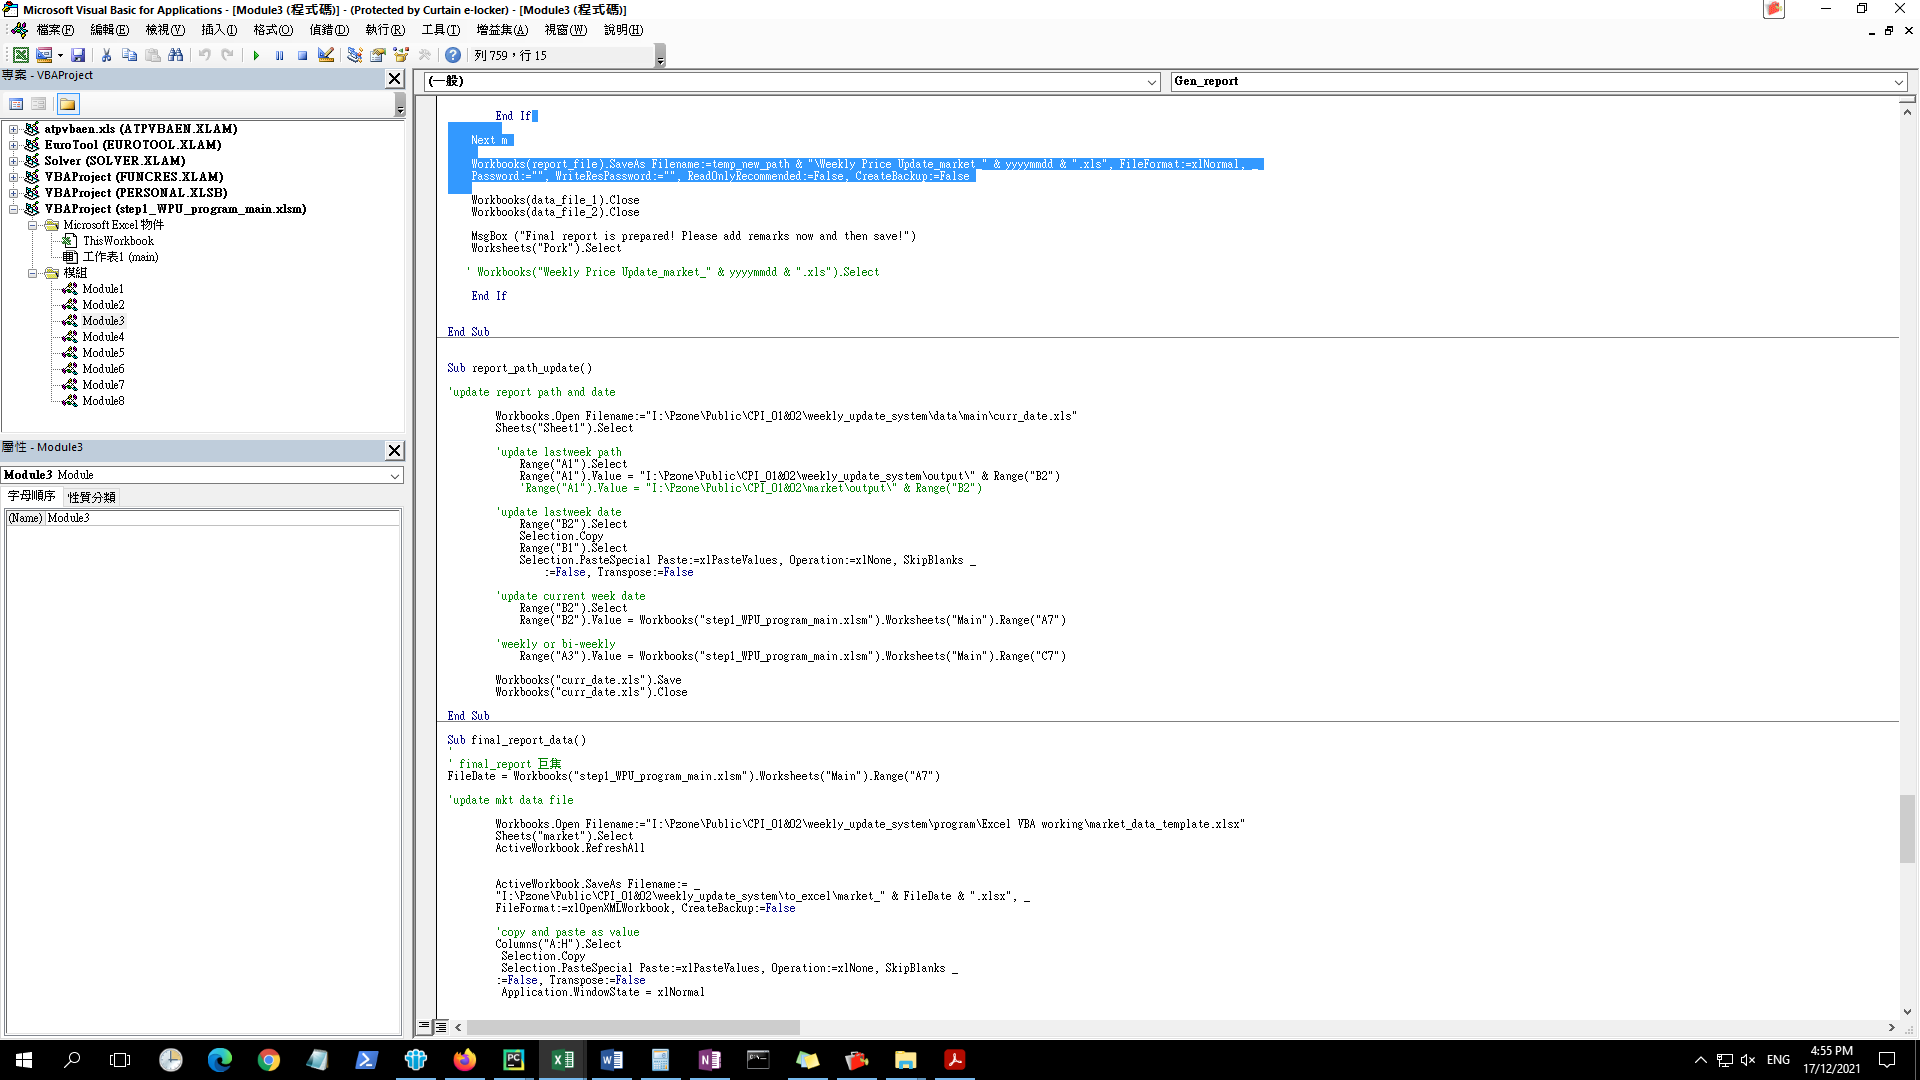 Microsoft Visual Basic for Applications - [Module3 (程式碼)] - (Protected by Curtain e-locker) - [Module3 (程式碼)]
檔案(F) 編輯(E) 檢視(V) 插入(I) 格式(O) 偵錯(D) 執行(R) 工具(T) 增益集(A) 視窗(W) 說明(H)
列 759，行 15
專案 - VBAProject
atpvbaen.xls (ATPVBAEN.XLAM)
EuroTool (EUROTOOL.XLAM)
Solver (SOLVER.XLAM)
VBAProject (FUNCRES.XLAM)
VBAProject (PERSONAL.XLSB)
VBAProject (step1_WPU_program_main.xlsm)
Microsoft Excel 物件
ThisWorkbook
工作表1 (main)
模組
Module1
Module2
Module3
Module4
Module5
Module6
Module7
Module8
屬性 - Module3
Module3 Module
字母順序 性質分類
(Name) Module3
(一般) Gen_report
End If
Next m
Workbooks(report_file).SaveAs Filename:=temp_new_path & "\Weekly Price Update_market_" & yyyymmdd & ".xls", FileFormat:=xlNormal, _
Password:="", WriteResPassword:="", ReadOnlyRecommended:=False, CreateBackup:=False
Workbooks(data_file_1).Close
Workbooks(data_file_2).Close
MsgBox ("Final report is prepared! Please add remarks now and then save!")
Worksheets("Pork").Select
' Workbooks("Weekly Price Update_market_" & yyyymmdd & ".xls").Select
End If
End Sub
Sub report_path_update()
'update report path and date
Workbooks.Open Filename:="I:\Pzone\Public\CPI_01&02\weekly_update_system\data\main\curr_date.xls"
Sheets("Sheet1").Select
'update lastweek path
Range("A1").Select
Range("A1").Value = "I:\Pzone\Public\CPI_01&02\weekly_update_system\output\" & Range("B2")
'Range("A1").Value = "I:\Pzone\Public\CPI_01&02\market\output\" & Range("B2")
'update lastweek date
Range("B2").Select
Selection.Copy
Range("B1").Select
Selection.PasteSpecial Paste:=xlPasteValues, Operation:=xlNone, SkipBlanks _
:=False, Transpose:=False
'update current week date
Range("B2").Select
Range("B2").Value = Workbooks("step1_WPU_program_main.xlsm").Worksheets("Main").Range("A7")
'weekly or bi-weekly
Range("A3").Value = Workbooks("step1_WPU_program_main.xlsm").Worksheets("Main").Range("C7")
Workbooks("curr_date.xls").Save
Workbooks("curr_date.xls").Close
End Sub
Sub final_report_data()
'
' final_report 巨集
FileDate = Workbooks("step1_WPU_program_main.xlsm").Worksheets("Main").Range("A7")
'update mkt data file
Workbooks.Open Filename:="I:\Pzone\Public\CPI_01&02\weekly_update_system\program\Excel VBA working\market_data_template.xlsx"
Sheets("market").Select
ActiveWorkbook.RefreshAll
ActiveWorkbook.SaveAs Filename:= _
"I:\Pzone\Public\CPI_01&02\weekly_update_system\to_excel\market_" & FileDate & ".xlsx", _
FileFormat:=xlOpenXMLWorkbook, CreateBackup:=False
'copy and paste as value
Columns("A:H").Select
Selection.Copy
Selection.PasteSpecial Paste:=xlPasteValues, Operation:=xlNone, SkipBlanks _
:=False, Transpose:=False
Application.WindowState = xlNormal
ENG
4:55 PM
17/12/2021